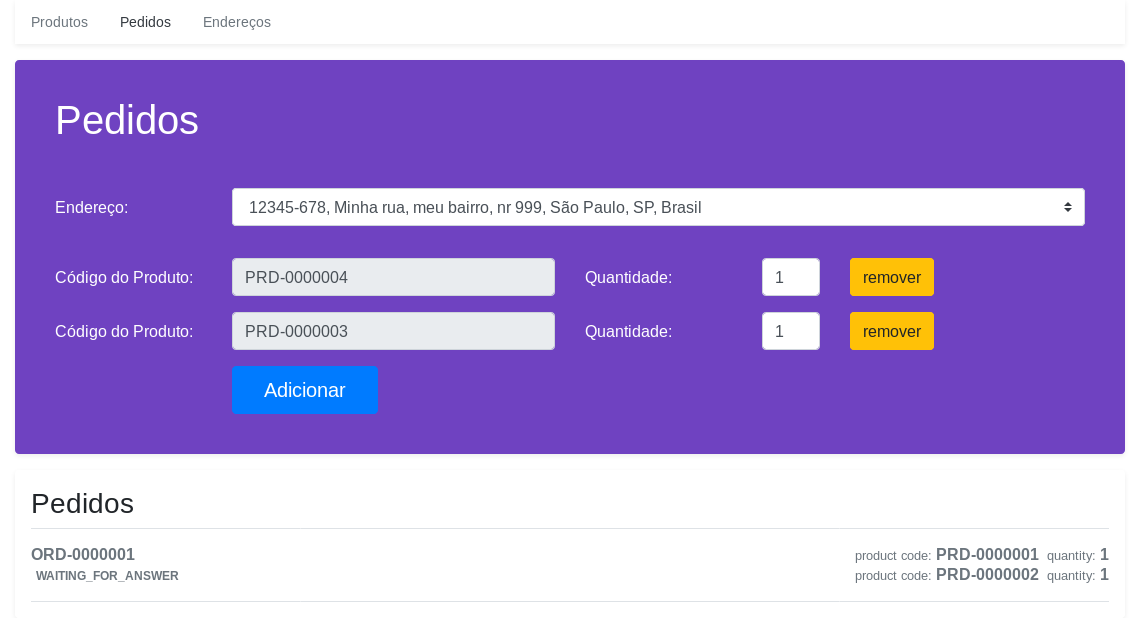 Produtos Pedidos Endereços
Pedidos
Endereço: 12345-678, Minha rua, meu bairro, nr 999, São Paulo, SP, Brasil
Código do Produto: PRD-0000004 Quantidade: 1 remover
Código do Produto: PRD-0000003 Quantidade: 1 remover
Adicionar
Pedidos
ORD-0000001 product code: PRD-0000001 quantity: 1
WAITING_FOR_ANSWER product code: PRD-0000002 quantity: 1